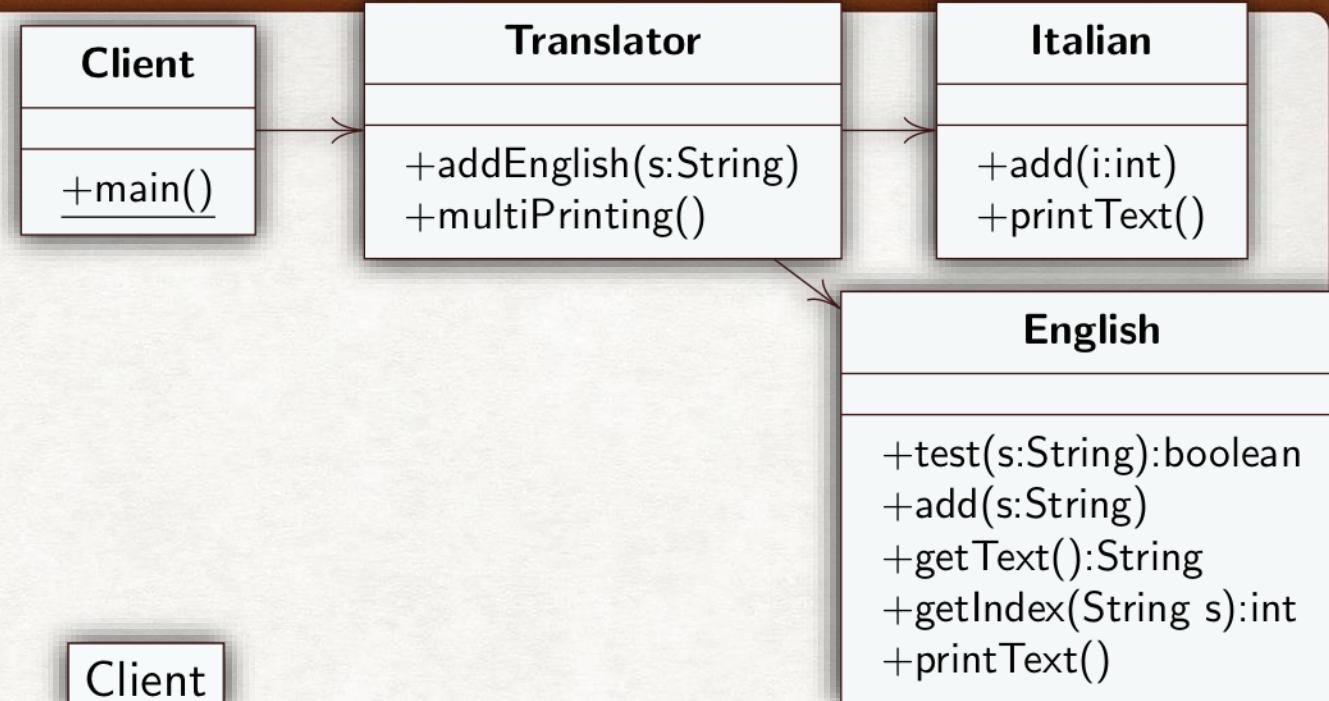 Client
+main()
Translator
+addEnglish(s:String)
+multiPrinting()
Italian
+add(i:int)
+printText()
English
+test(s:String):boolean
+add(s:String)
+getText():String
+getIndex(String s):int
+printText()
Client